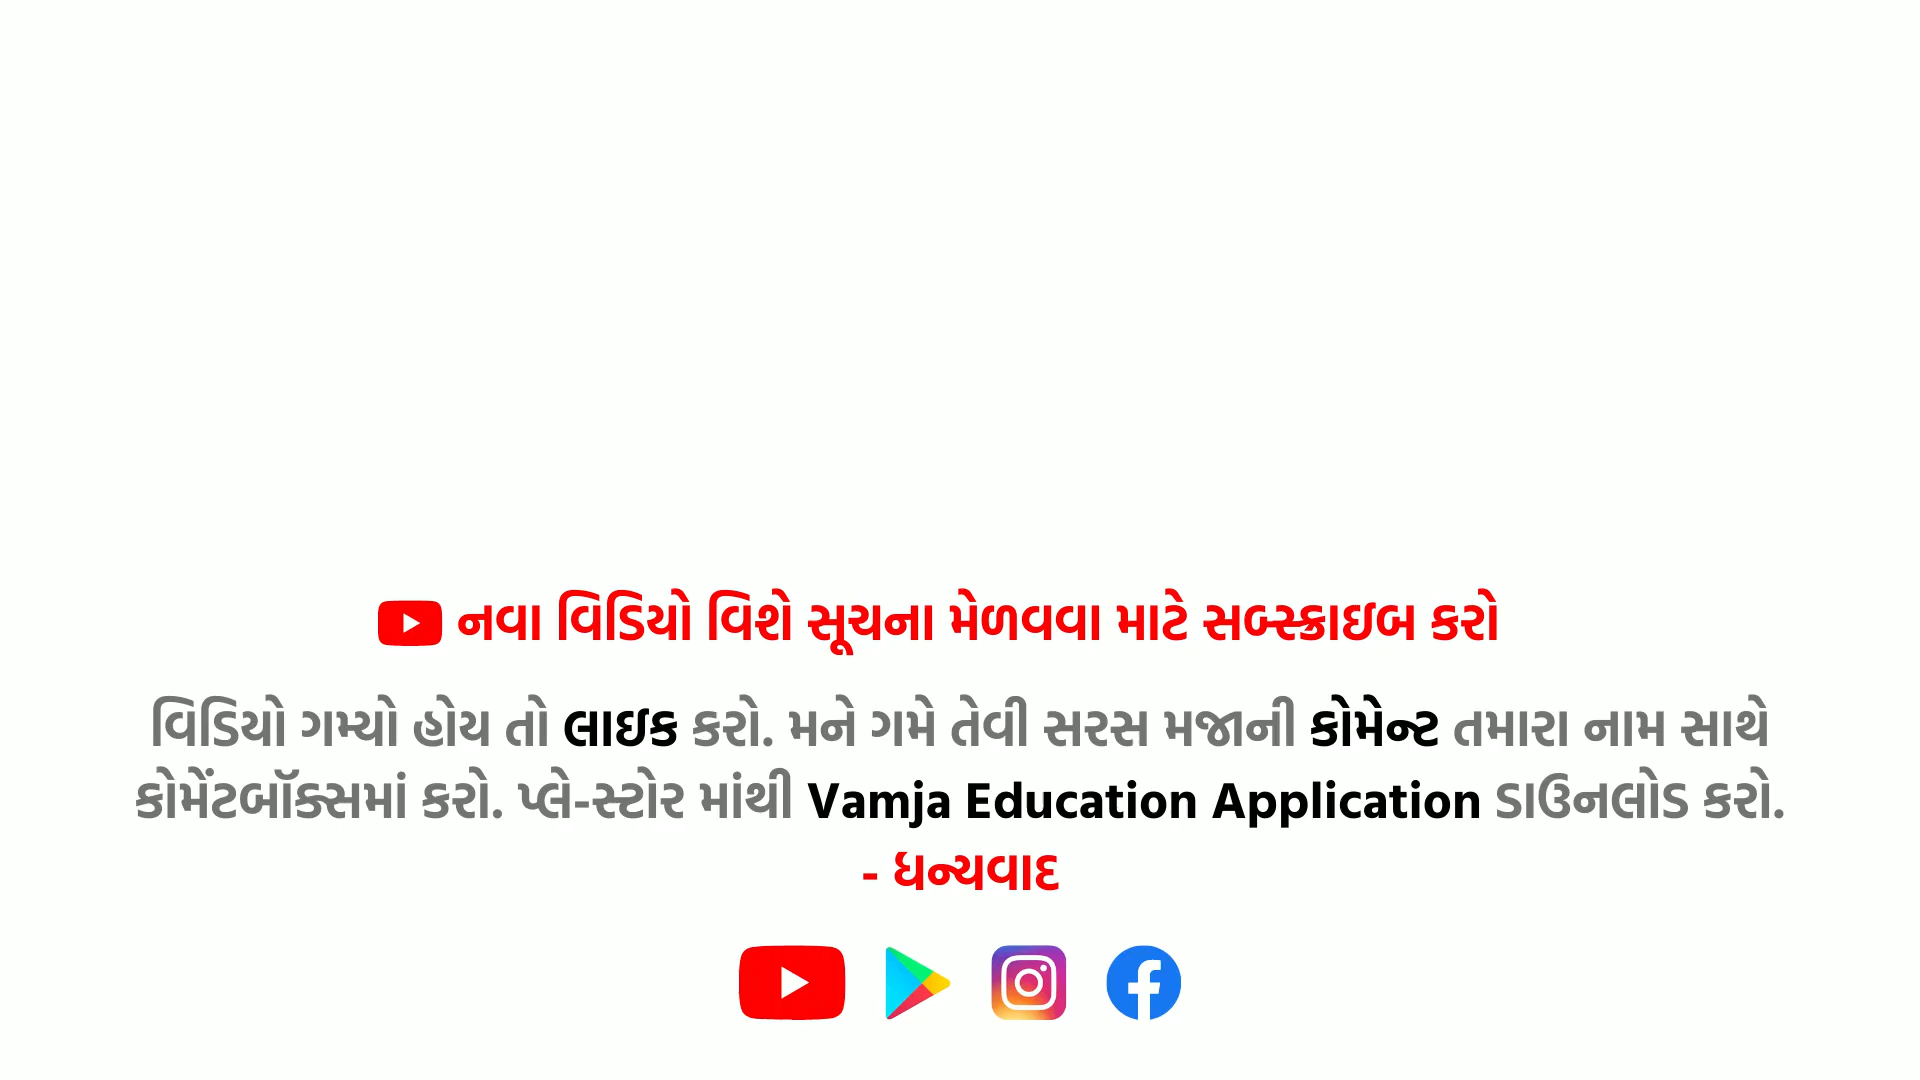 નવા વિડિયો વિશે સૂચના મેળવવા માટે સબ્સ્ક્રાઇબ કરો
વિડિયો ગમ્યો હોય તો લાઇક કરો. મને ગમે તેવી સરસ મજાની કોમેન્ટ તમારા નામ સાથે
કોમેંટબૉક્સમાં કરો. પ્લે-સ્ટોર માંથી Vamja Education Application ડાઉનલોડ કરો.
- ધન્યવાદ